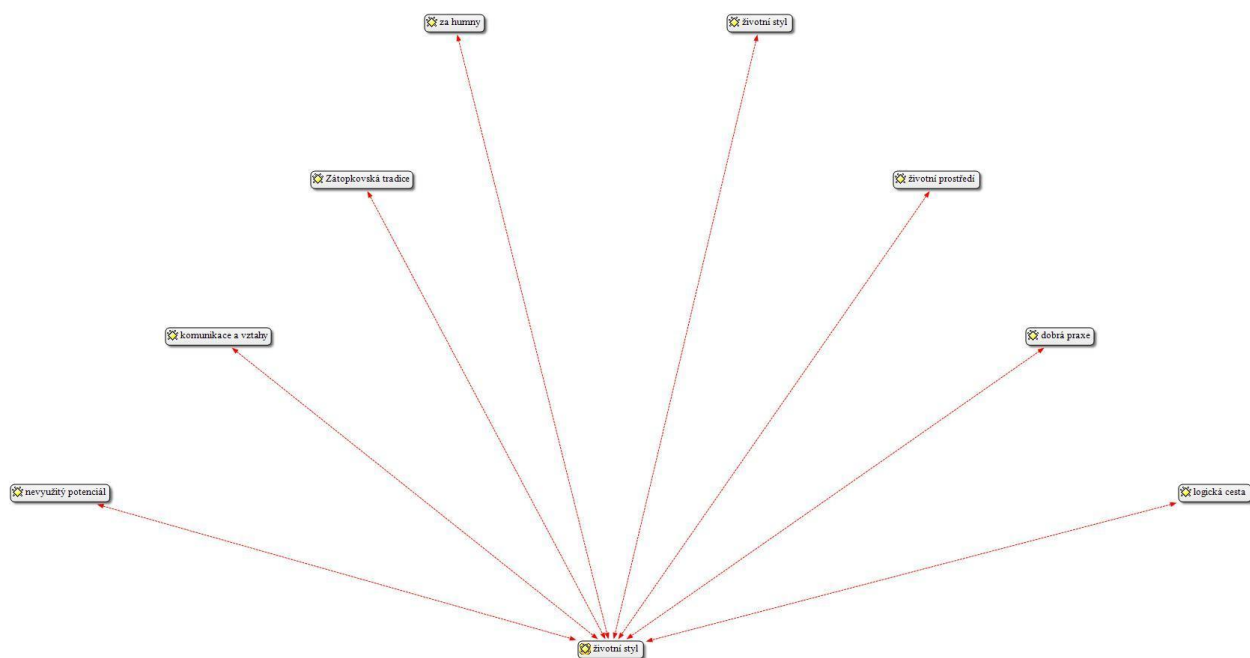 za humny
životní styl
Zátopkovská tradice
životní prostředí
komunikace a vztahy
dobrá praxe
nevyužitý potenciál
logická cesta
životní styl